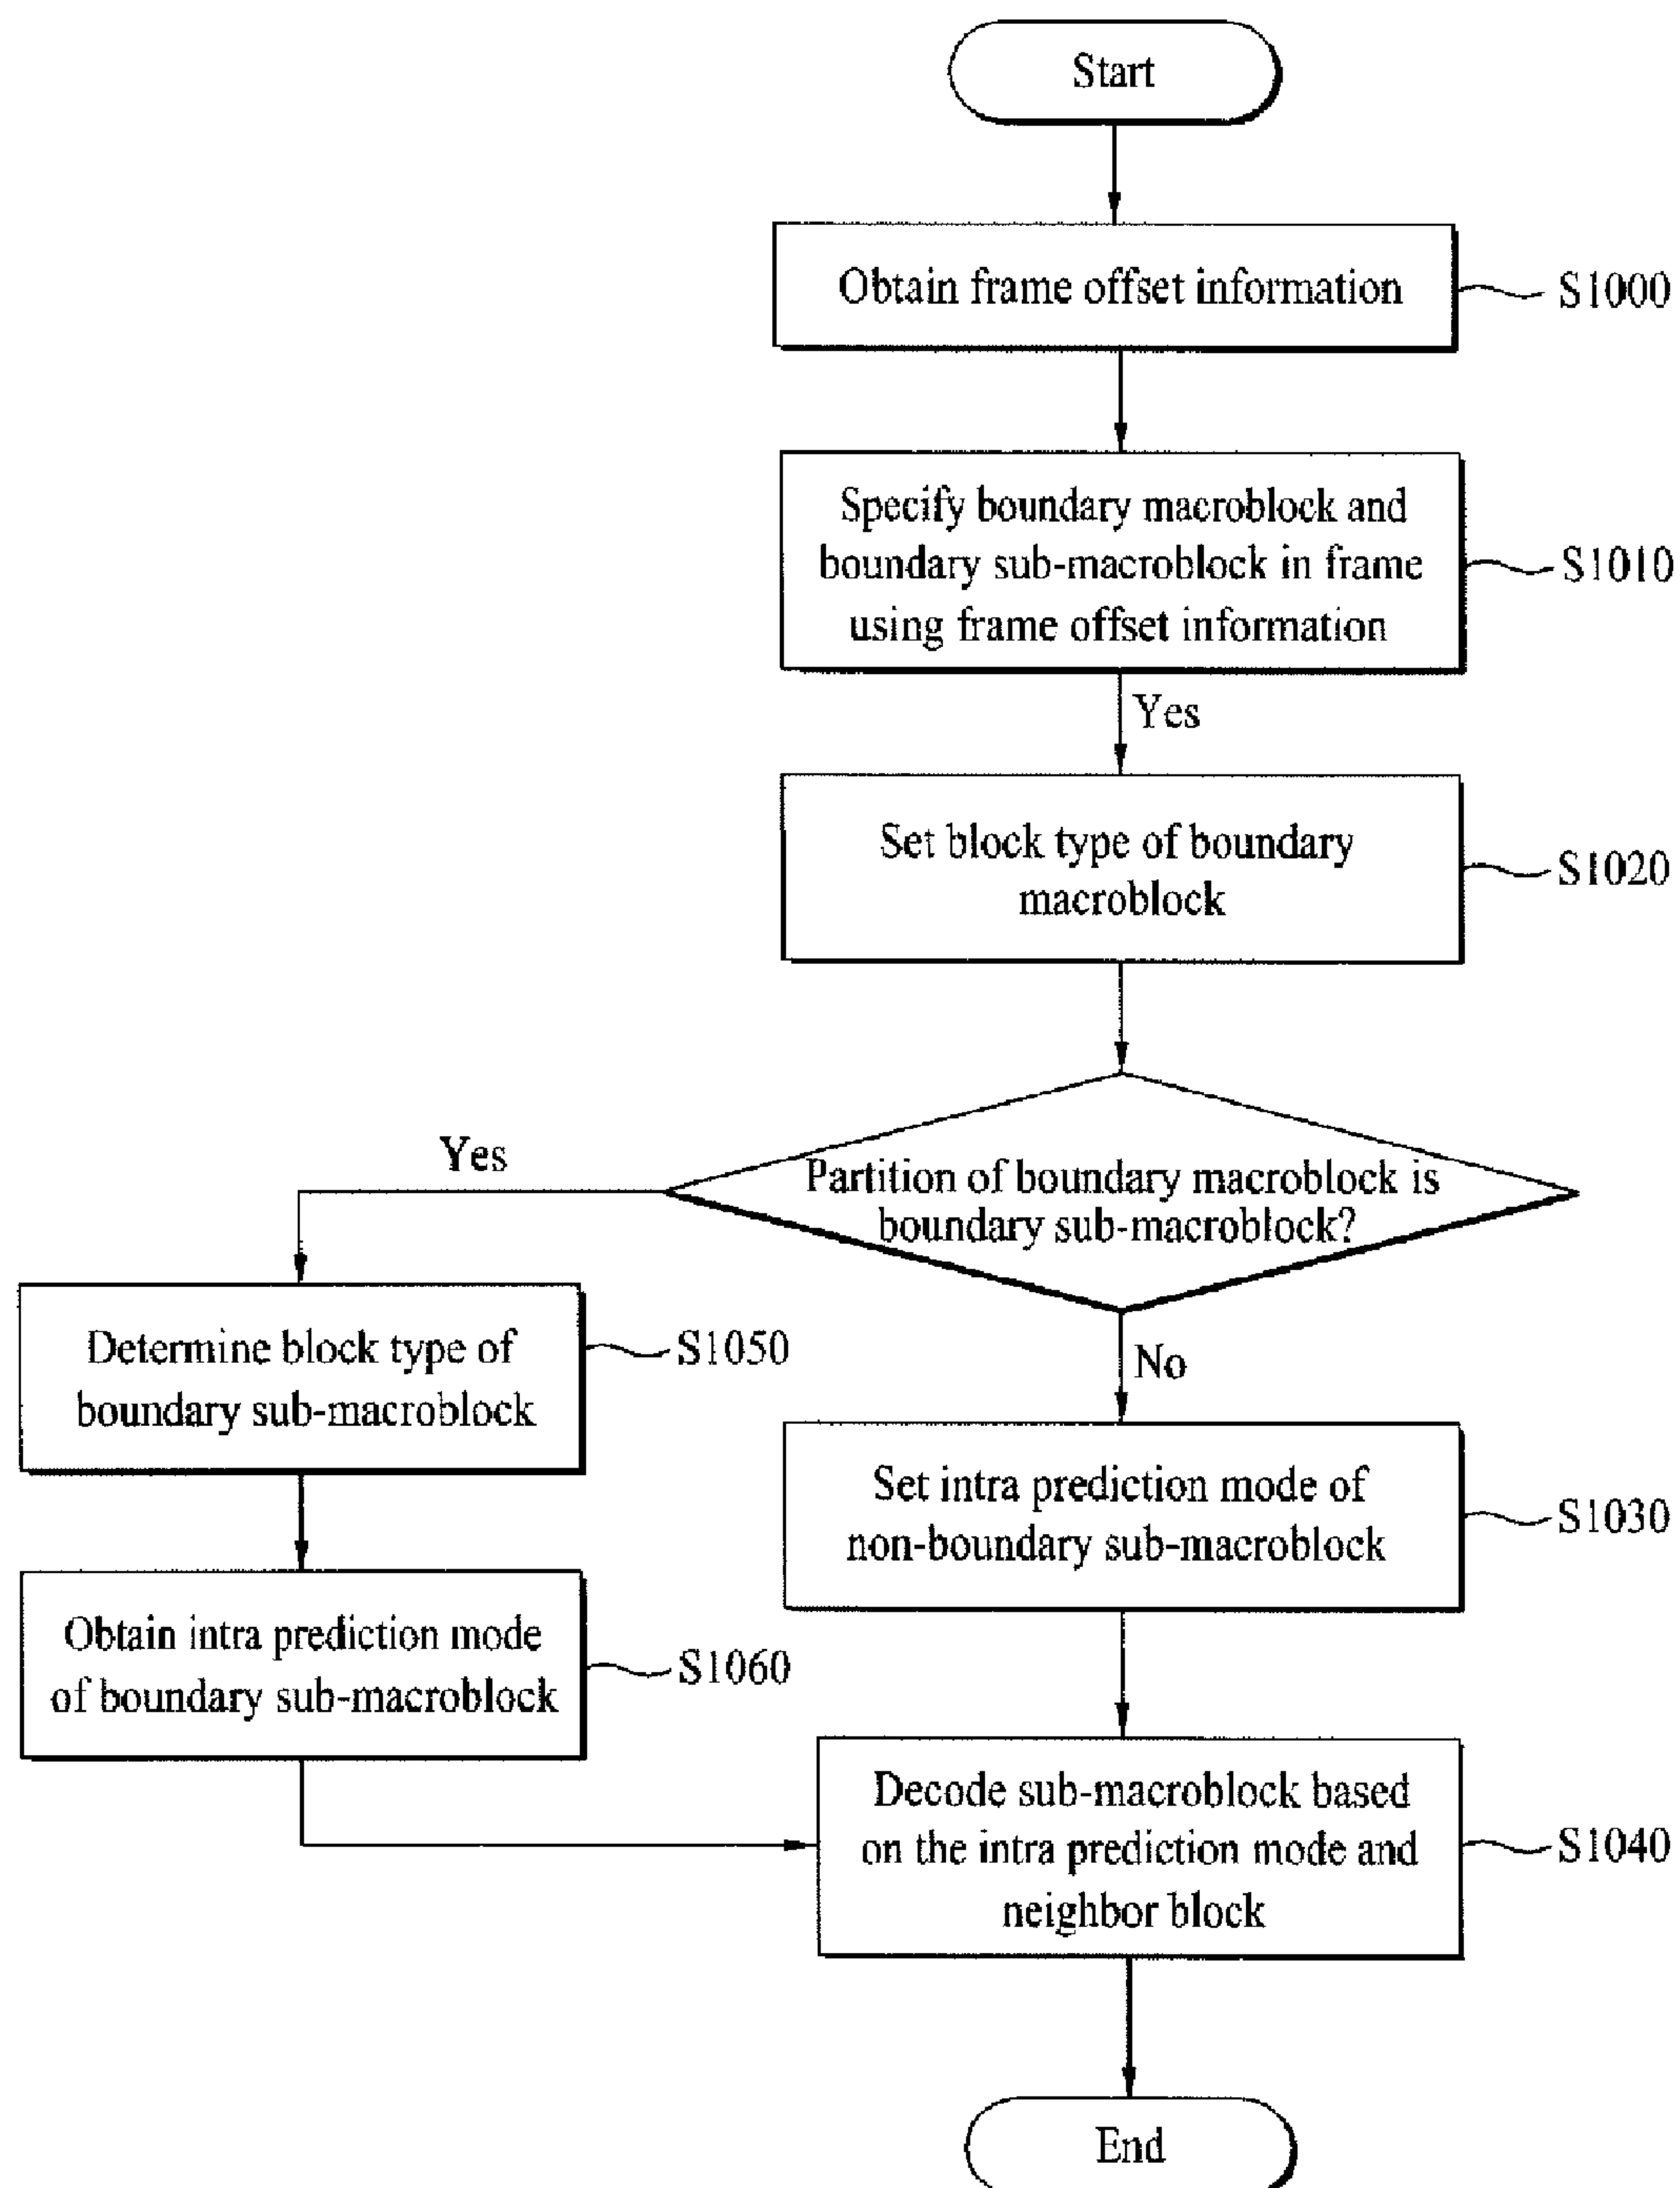 Start
Obtain frame offset information
S1000
Specify boundary macroblock and
boundary sub-macroblock in frame
using frame offset information
S1010
Yes
Set block type of boundary
macroblock
S1020
Partition of boundary macroblock is
boundary sub-macroblock?
Yes
No
Determine block type of
boundary sub-macroblock
S1050
Set intra prediction mode of
non-boundary sub-macroblock
S1030
Obtain intra prediction mode
of boundary sub-macroblock
S1060
Decode sub-macroblock based
on the intra prediction mode and
neighbor block
S1040
End